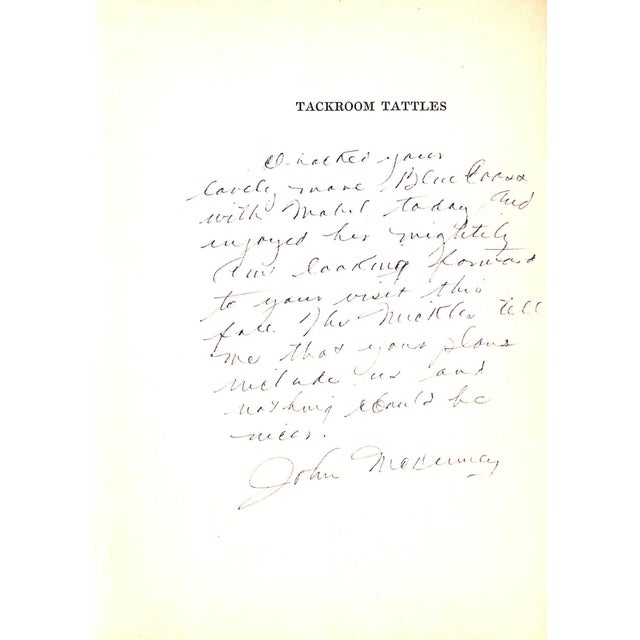 TACKROOM TATTLES
your
lovely mare Blue Grass
with Mabel today and
enjoyed her mightily
Am looking forward
to your visit this
fall. The Mickles tell
me that your plans
include us and
nothing could be
nicer.
John McKenney